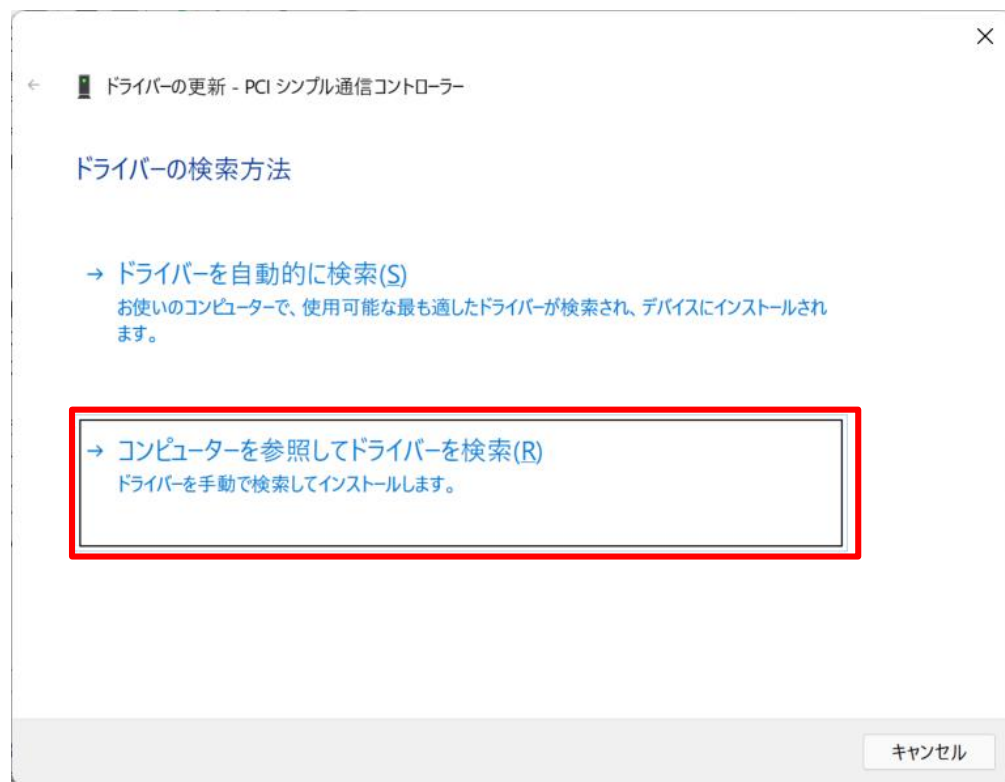 ドライバーの更新 - PCI シンプル通信コントローラー
ドライバーの検索方法
→ ドライバーを自動的に検索(S)
お使いのコンピューターで、使用可能な最も適したドライバーが検索され、デバイスにインストールされ
ます。
→ コンピューターを参照してドライバーを検索(R)
ドライバーを手動で検索してインストールします。
キャンセル